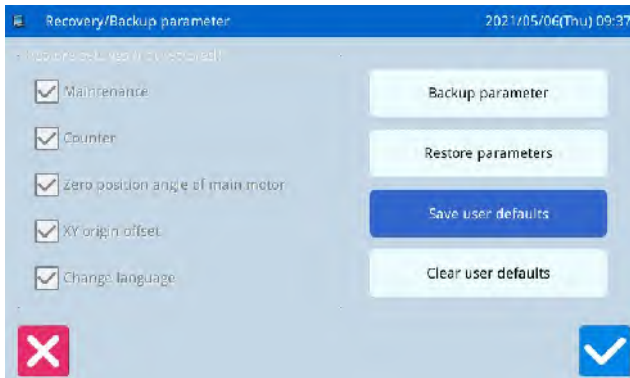 Recovery/Backup parameter
2021/05/06(Thu) 09:37
Maintenance
Counter
Zero position angle of main motor
XY origin offset
Change language
Backup parameter
Restore parameters
Save user defaults
Clear user defaults